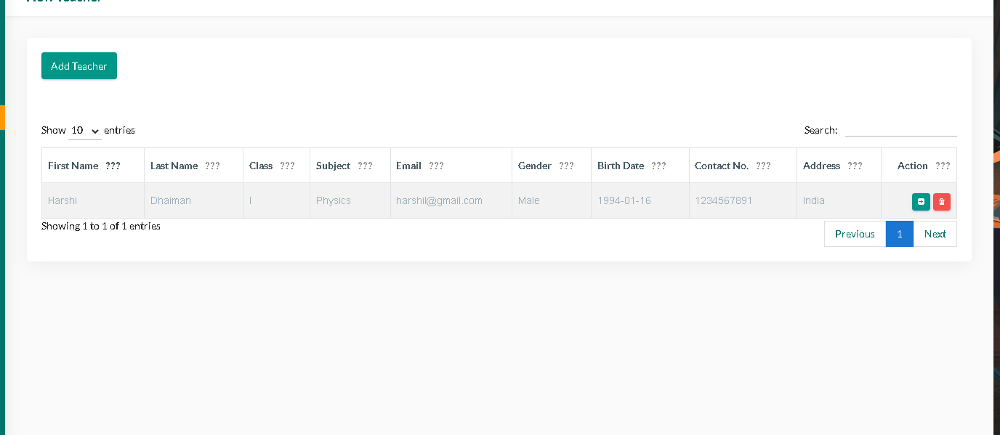 Add Teacher
Show 10 entries
Search:
First Name ??? Last Name ??? Class ??? Subject ??? Email ??? Gender ??? Birth Date ??? Contact No. ??? Address ??? Action ???
Harshi Dhaiman I Physics harshil@gmail.com Male 1994-01-16 1234567891 India
Showing 1 to 1 of 1 entries
Previous 1 Next